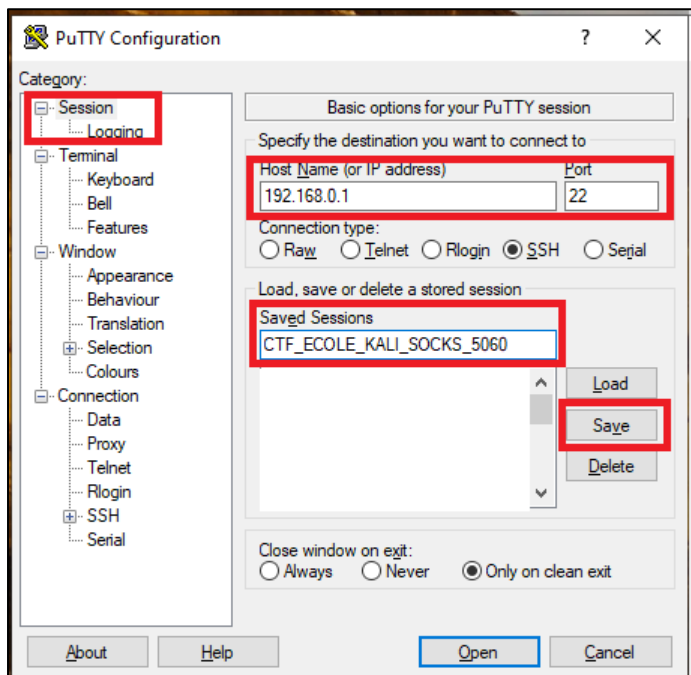 PuTTY Configuration ? ×
Category:
Session
Logging
Terminal
Keyboard
Bell
Features
Window
Appearance
Behaviour
Translation
Selection
Colours
Connection
Data
Proxy
Telnet
Rlogin
SSH
Serial
Basic options for your PuTTY session
Specify the destination you want to connect to
Host Name (or IP address) Port
192.168.0.1 22
Connection type:
Raw Telnet Rlogin SSH Serial
Load, save or delete a stored session
Saved Sessions
CTF_ECOLE_KALI_SOCKS_5060
Load
Save
Delete
Close window on exit:
Always Never Only on clean exit
About Help Open Cancel